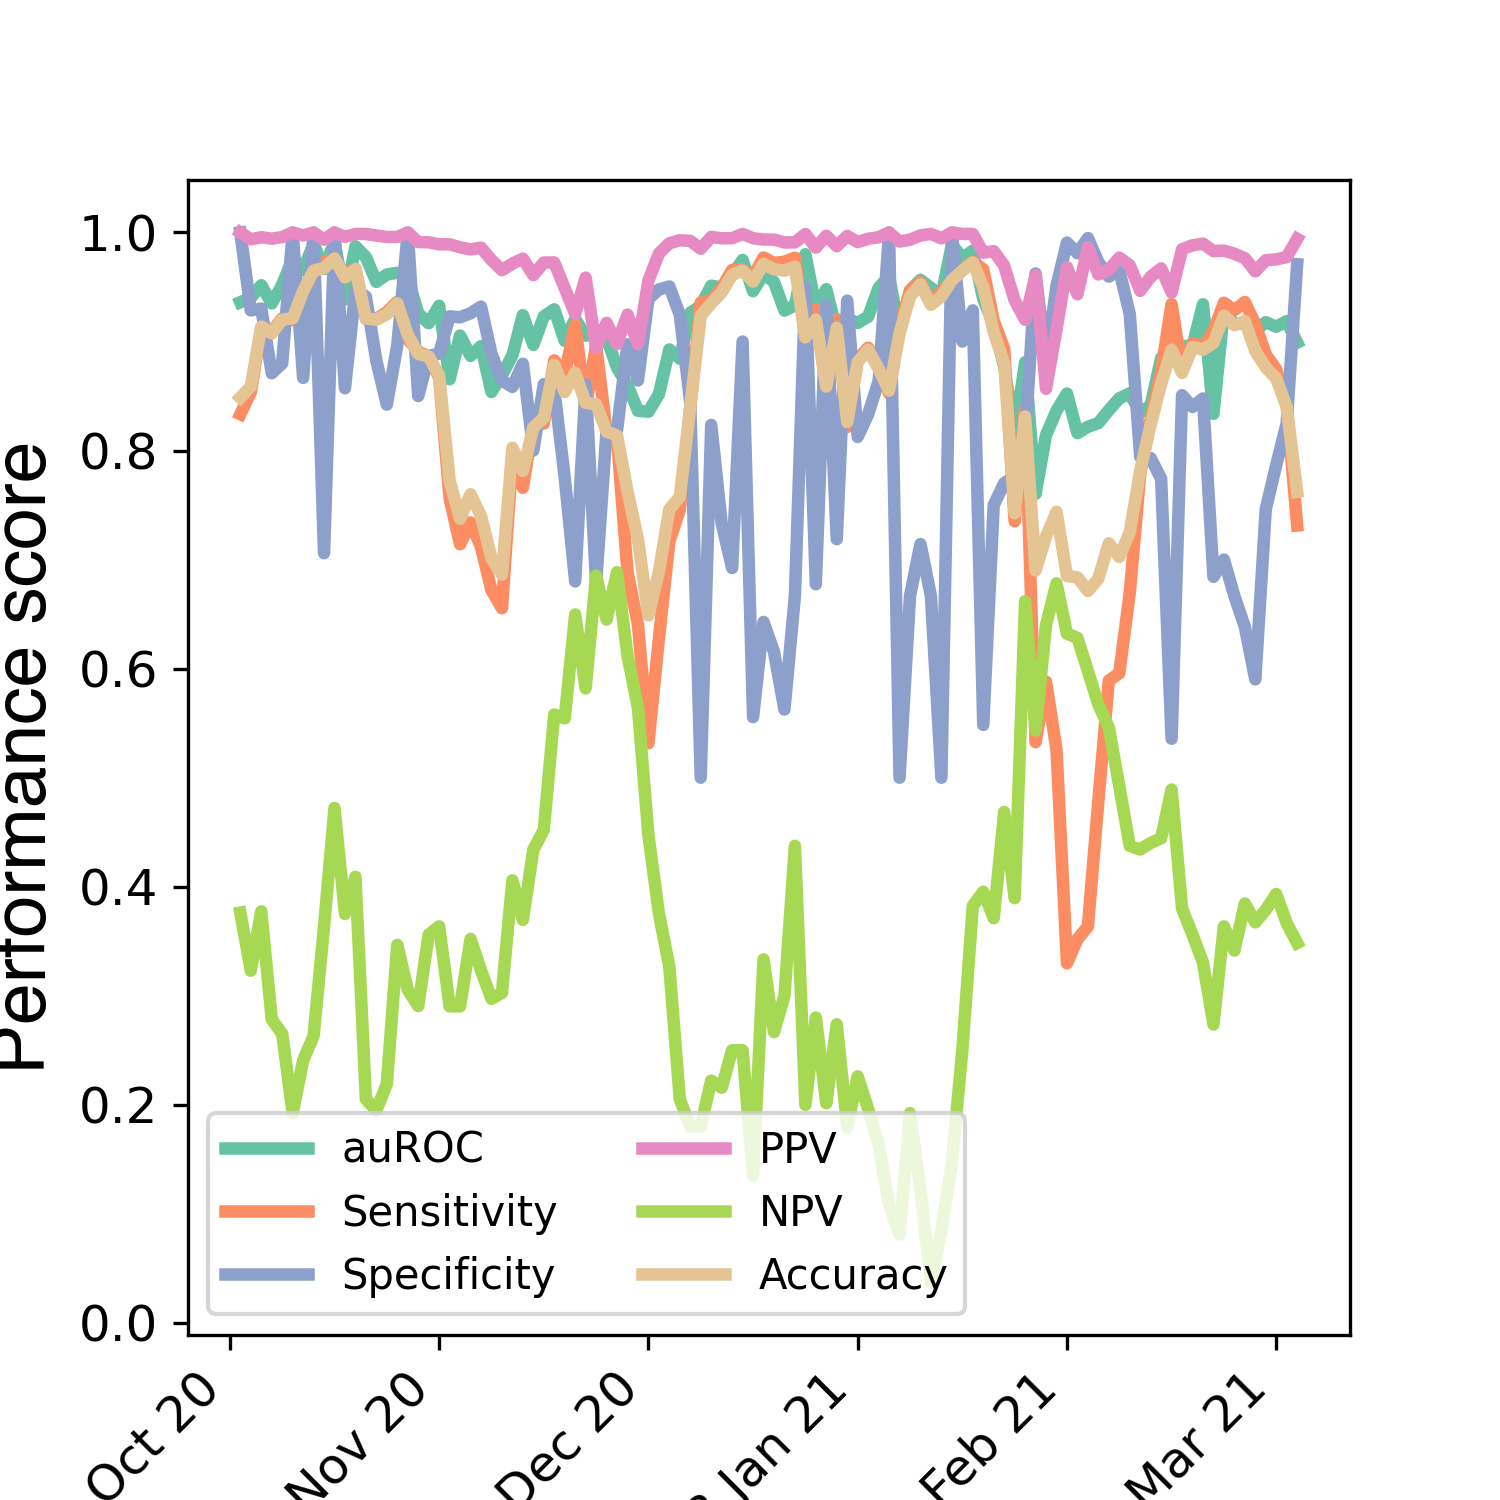 Performance score
1.0
0.8
0.6
0.4
0.2
0.0
auROC
Sensitivity
Specificity
PPV
NPV
Accuracy
Oct 20
Nov 20
Dec 20
Jan 21
Feb 21
Mar 21